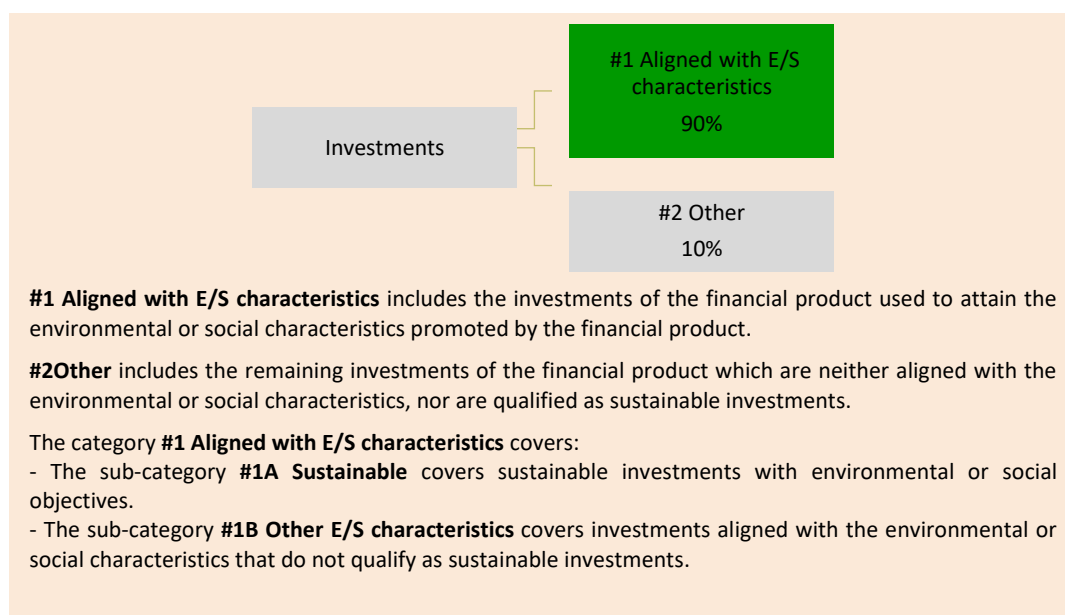 #1 Aligned with E/S
characteristics
90%
Investments
#2 Other
10%
#1 Aligned with E/S characteristics includes the investments of the financial product used to attain the
environmental or social characteristics promoted by the financial product.
#2Other includes the remaining investments of the financial product which are neither aligned with the
environmental or social characteristics, nor are qualified as sustainable investments.
The category #1 Aligned with E/S characteristics covers:
- The sub-category #1A Sustainable covers sustainable investments with environmental or social
objectives.
- The sub-category #1B Other E/S characteristics covers investments aligned with the environmental or
social characteristics that do not qualify as sustainable investments.